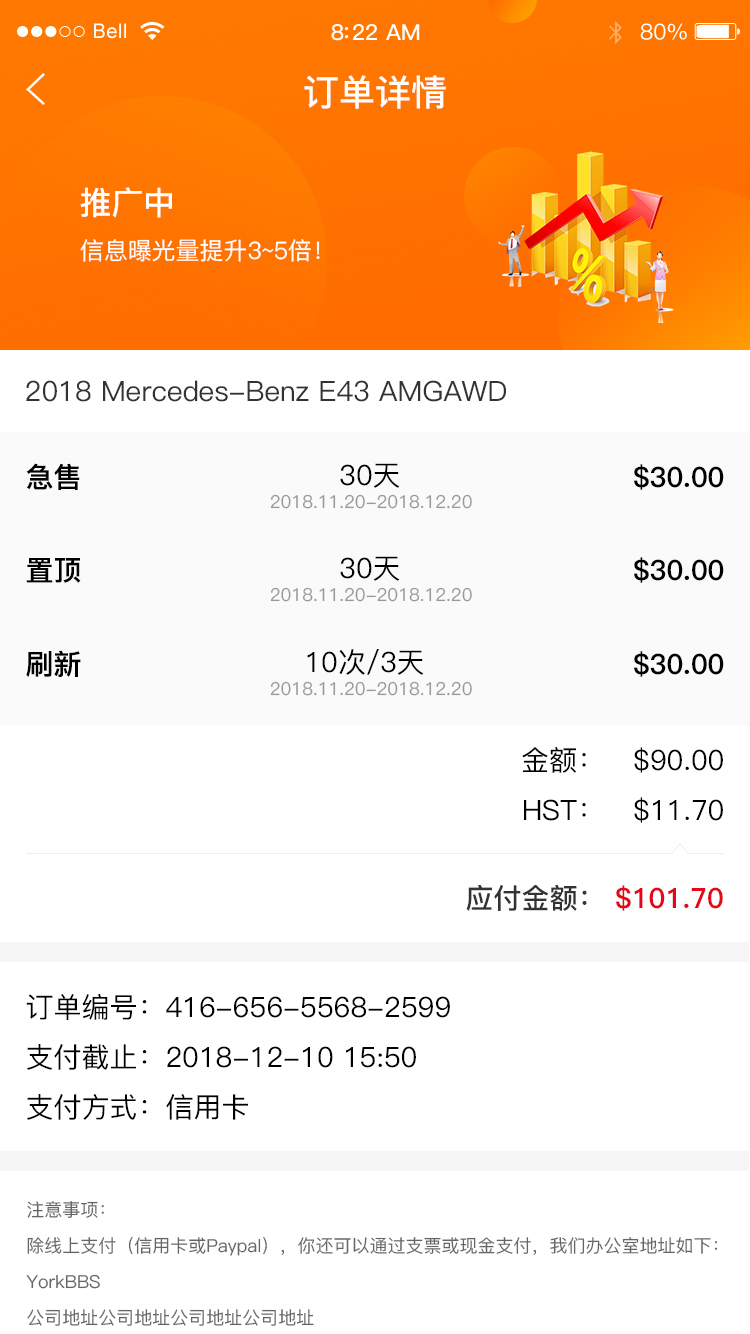 Bell 8:22 AM 80%
订单详情
推广中
信息曝光量提升3~5倍!
%
2018 Mercedes-Benz E43 AMGAWD
急售 30天 $30.00
2018.11.20-2018.12.20
置顶 30天 $30.00
2018.11.20-2018.12.20
刷新 10次/3天 $30.00
2018.11.20-2018.12.20
金额： $90.00
HST： $11.70
应付金额： $101.70
订单编号：416-656-5568-2599
支付截止：2018-12-10 15:50
支付方式：信用卡
注意事项：
除线上支付（信用卡或Paypal），你还可以通过支票或现金支付，我们办公室地址如下：
YorkBBS
公司地址公司地址公司地址公司地址